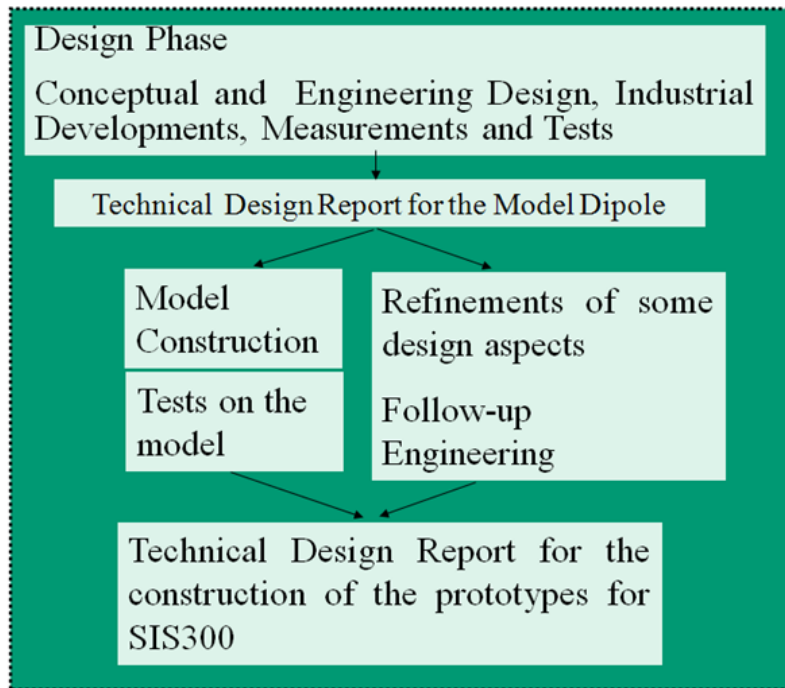 Design Phase
Conceptual and Engineering Design, Industrial
Developments, Measurements and Tests
Technical Design Report for the Model Dipole
Model
Construction
Tests on the
model
Refinements of some
design aspects
Follow-up
Engineering
Technical Design Report for the
construction of the prototypes for
SIS300